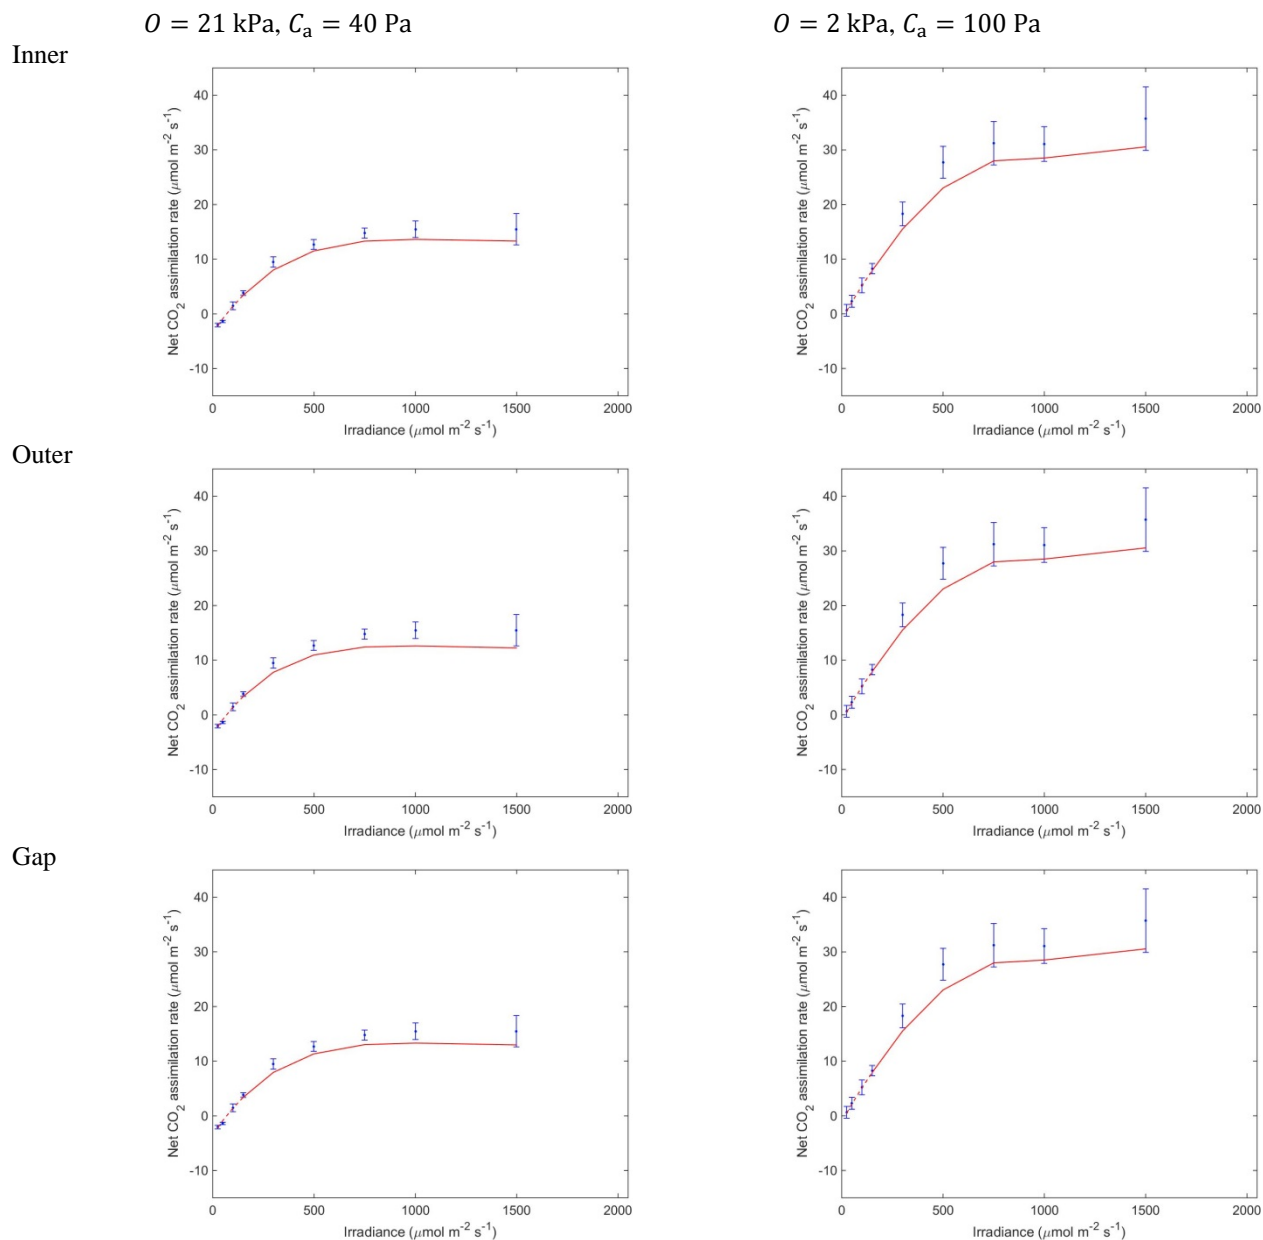 O = 21 kPa, Cₐ = 40 Pa
O = 2 kPa, Cₐ = 100 Pa
Inner
Net CO₂ assimilation rate (μmol m⁻² s⁻¹)
40
30
20
10
0
-10
0 500 1000 1500 2000
Irradiance (μmol m⁻² s⁻¹)
Net CO₂ assimilation rate (μmol m⁻² s⁻¹)
40
30
20
10
0
-10
0 500 1000 1500 2000
Irradiance (μmol m⁻² s⁻¹)
Outer
Net CO₂ assimilation rate (μmol m⁻² s⁻¹)
40
30
20
10
0
-10
0 500 1000 1500 2000
Irradiance (μmol m⁻² s⁻¹)
Net CO₂ assimilation rate (μmol m⁻² s⁻¹)
40
30
20
10
0
-10
0 500 1000 1500 2000
Irradiance (μmol m⁻² s⁻¹)
Gap
Net CO₂ assimilation rate (μmol m⁻² s⁻¹)
40
30
20
10
0
-10
0 500 1000 1500 2000
Irradiance (μmol m⁻² s⁻¹)
Net CO₂ assimilation rate (μmol m⁻² s⁻¹)
40
30
20
10
0
-10
0 500 1000 1500 2000
Irradiance (μmol m⁻² s⁻¹)